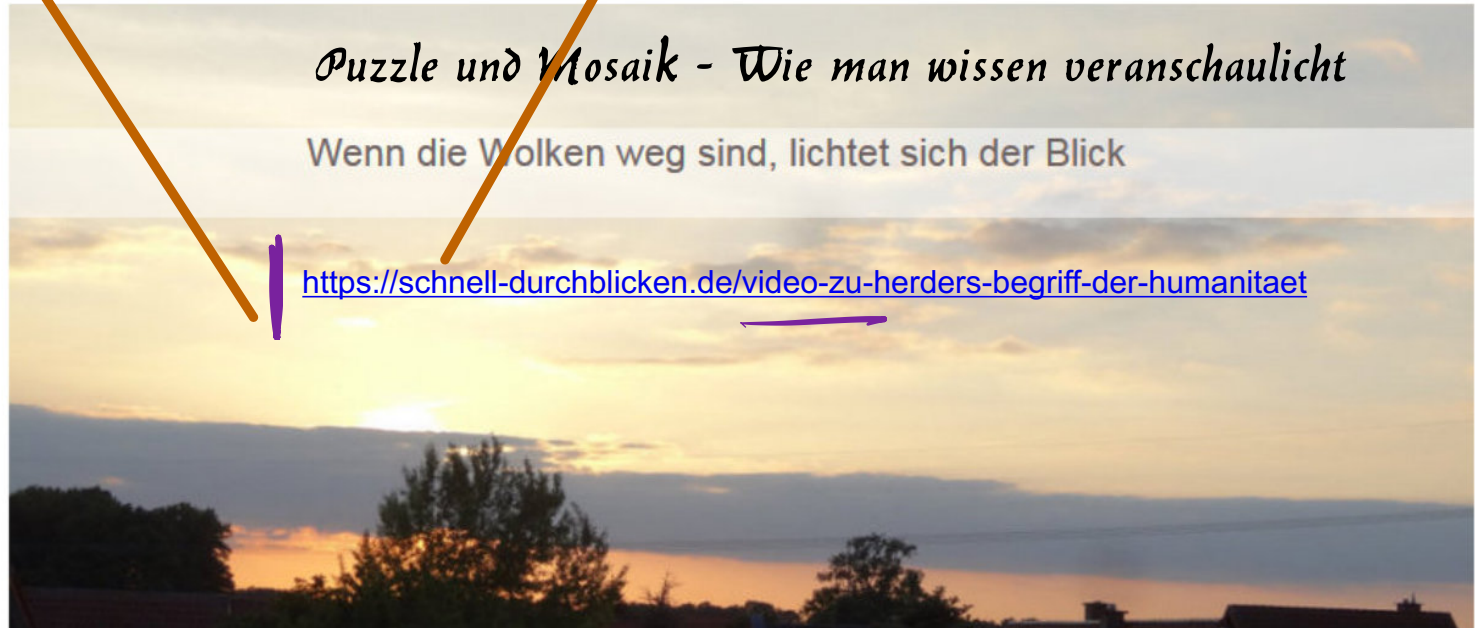 Puzzle und Mosaik - Wie man wissen veranschaulicht
Wenn die Wolken weg sind, lichtet sich der Blick
https://schnell-durchblicken.de/video-zu-herders-begriff-der-humanitaet